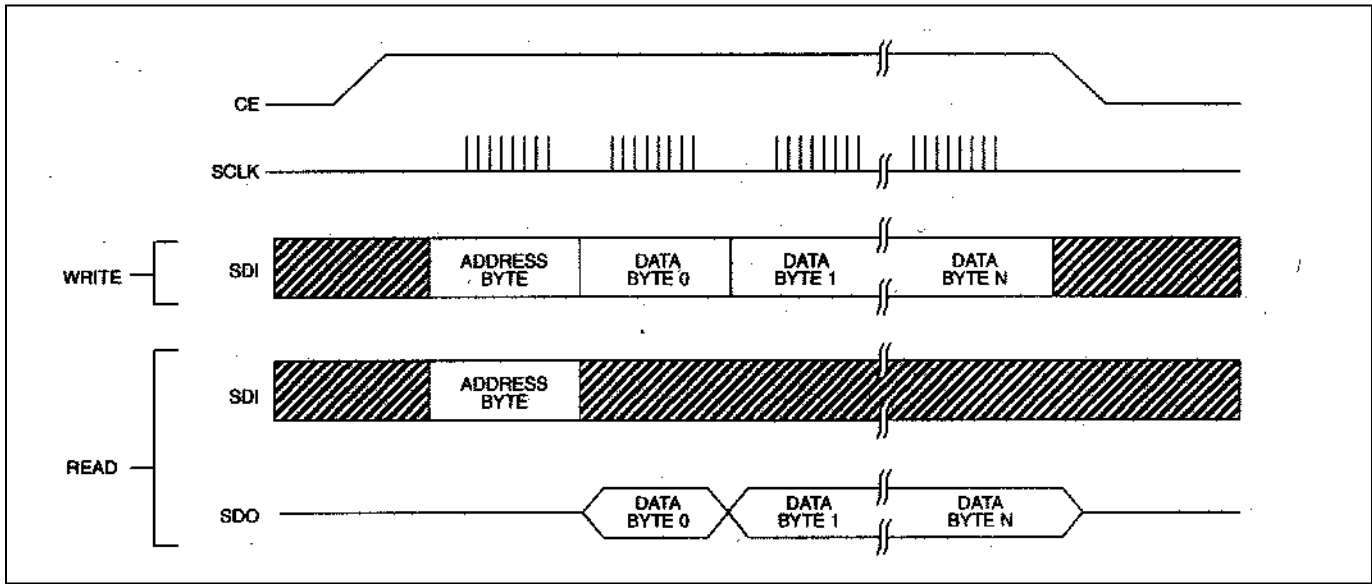 CE
SCLK
WRITE
SDI
ADDRESS
BYTE
DATA
BYTE 0
DATA
BYTE 1
DATA
BYTE N
READ
SDI
ADDRESS
BYTE
SDO
DATA
BYTE 0
DATA
BYTE 1
DATA
BYTE N